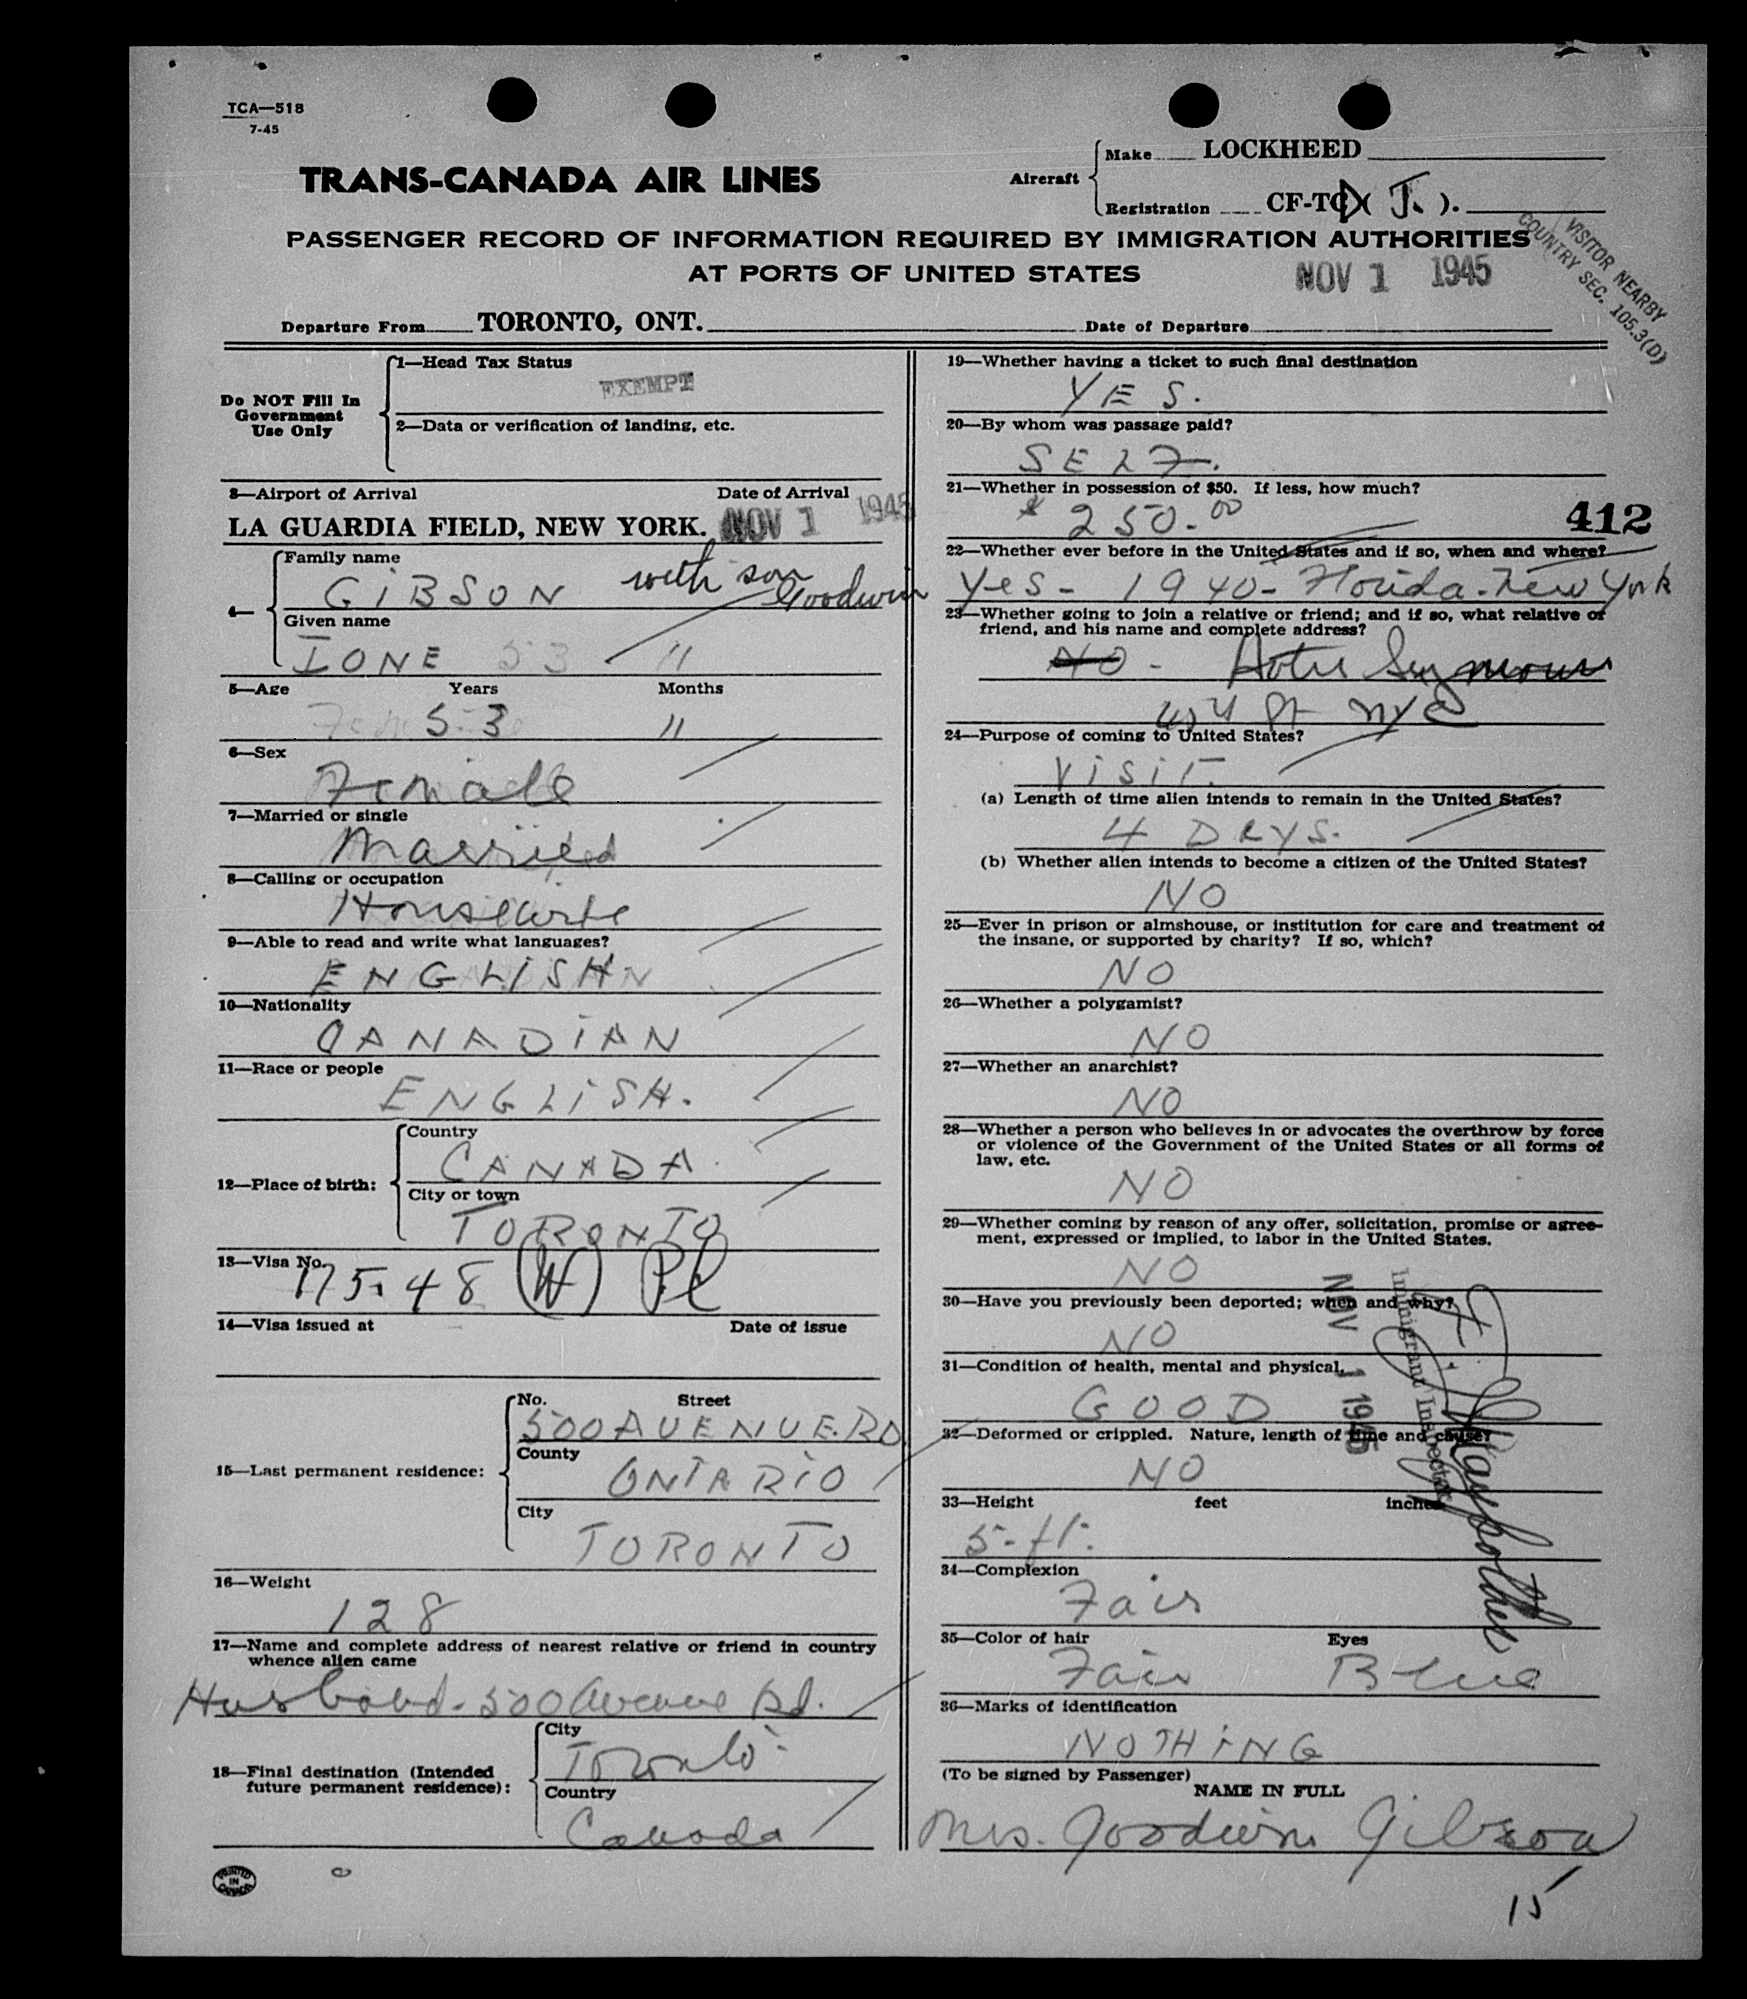 TCA—518
7-45
TRANS-CANADA AIR LINES
Aircraft
Make LOCKHEED
Registration CF-TC ( J. ).
PASSENGER RECORD OF INFORMATION REQUIRED BY IMMIGRATION AUTHORITIES
AT PORTS OF UNITED STATES
NOV 1 1945
VISITOR NEARBY
COUNTRY SEC. 105.3(D)
Departure From TORONTO, ONT. Date of Departure
Do NOT Fill In
Government
Use Only
1—Head Tax Status
EXEMPT
2—Data or verification of landing, etc.
3—Airport of Arrival Date of Arrival
LA GUARDIA FIELD, NEW YORK. NOV 1 1945
4—
Family name
GIBSON with son Goodwin
Given name
IONE 53 11
5—Age Years Months
53 11
6—Sex
Female
7—Married or single
Married
8—Calling or occupation
Housewife
9—Able to read and write what languages?
ENGLISH
10—Nationality
CANADIAN
11—Race or people
ENGLISH.
12—Place of birth:
Country
CANADA
City or town
TORONTO
13—Visa No.
175.48 (W)
14—Visa issued at Date of issue
15—Last permanent residence:
No. Street
500 AVENUE. RD.
County
ONTARIO
City
TORONTO
16—Weight
128
17—Name and complete address of nearest relative or friend in country
whence alien came
Husband - 500 Avenue Rd.
18—Final destination (Intended
future permanent residence):
City
Toronto
Country
Canada
PRINTED
IN
CANADA
19—Whether having a ticket to such final destination
YES.
20—By whom was passage paid?
SELF.
21—Whether in possession of $50. If less, how much?
$ 250.00
412
22—Whether ever before in the United States and if so, when and where?
Yes - 1940 - Florida - New York
23—Whether going to join a relative or friend; and if so, what relative or
friend, and his name and complete address?
NO - Hotel Seymour
St NYC
24—Purpose of coming to United States?
VISIT.
(a) Length of time alien intends to remain in the United States?
4 DAYS.
(b) Whether alien intends to become a citizen of the United States?
NO
25—Ever in prison or almshouse, or institution for care and treatment of
the insane, or supported by charity? If so, which?
NO
26—Whether a polygamist?
NO
27—Whether an anarchist?
NO
28—Whether a person who believes in or advocates the overthrow by force
or violence of the Government of the United States or all forms of
law, etc.
NO
29—Whether coming by reason of any offer, solicitation, promise or agree-
ment, expressed or implied, to labor in the United States.
NO
30—Have you previously been deported; when and why?
NO
31—Condition of health, mental and physical.
GOOD
32—Deformed or crippled. Nature, length of time and cause?
NO
NOV 1 1945
Immigrant Inspector
33—Height feet inches
5-ft.
34—Complexion
Fair
35—Color of hair Eyes
Fair Blue
36—Marks of identification
NOTHING
(To be signed by Passenger)
NAME IN FULL
Mrs. Goodwin Gibson
15